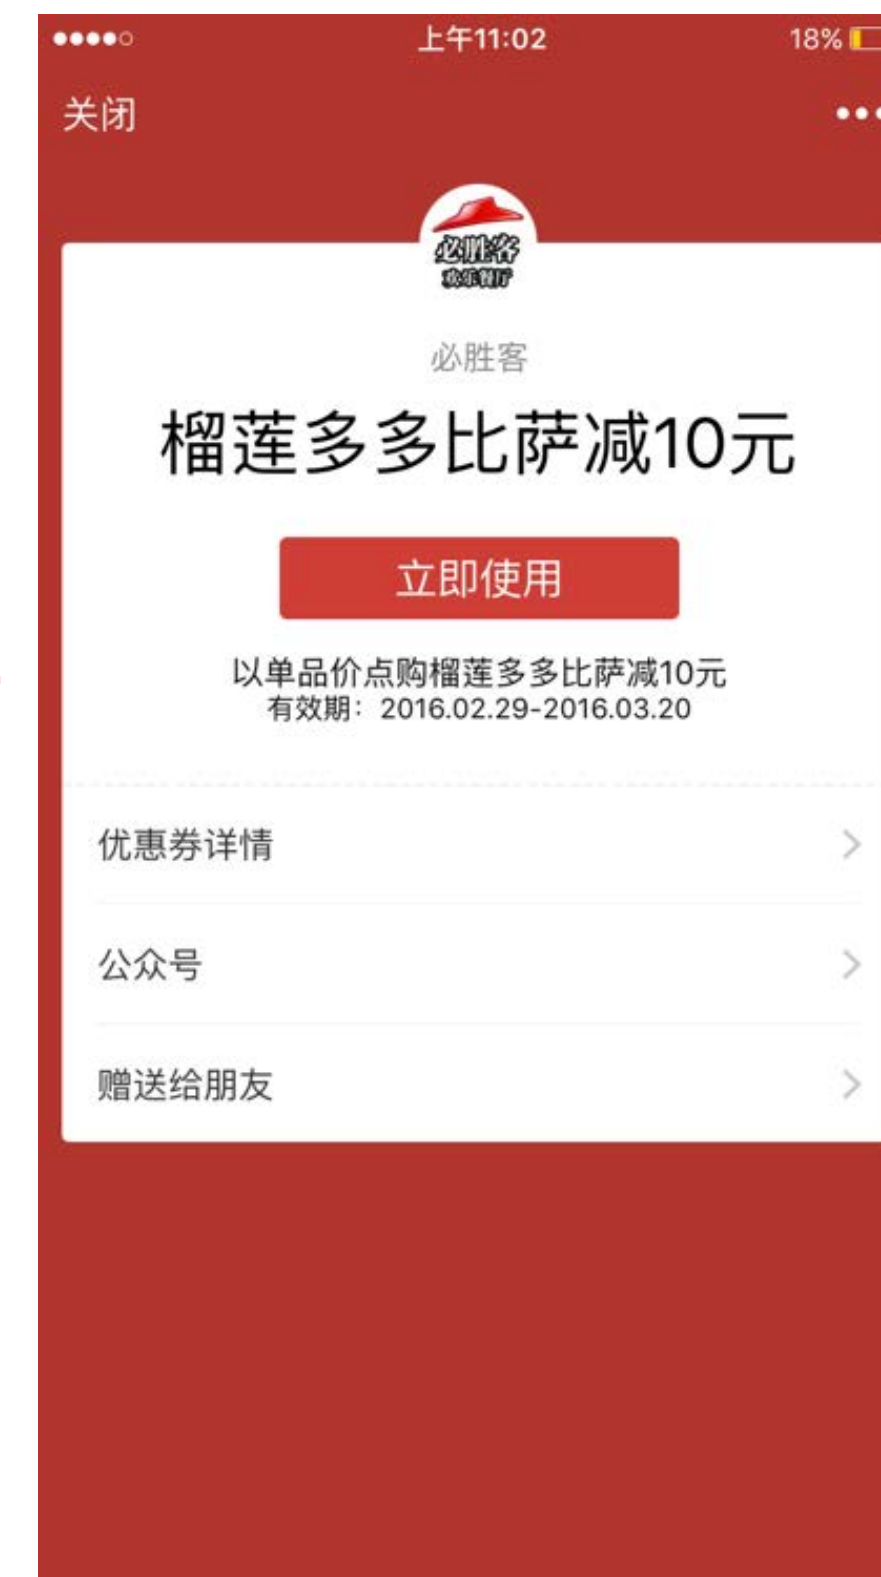 上午11:02
18%
关闭
必胜客
欢乐餐厅
必胜客
榴莲多多比萨减10元
立即使用
以单品价点购榴莲多多比萨减10元
有效期：2016.02.29-2016.03.20
优惠券详情
公众号
赠送给朋友